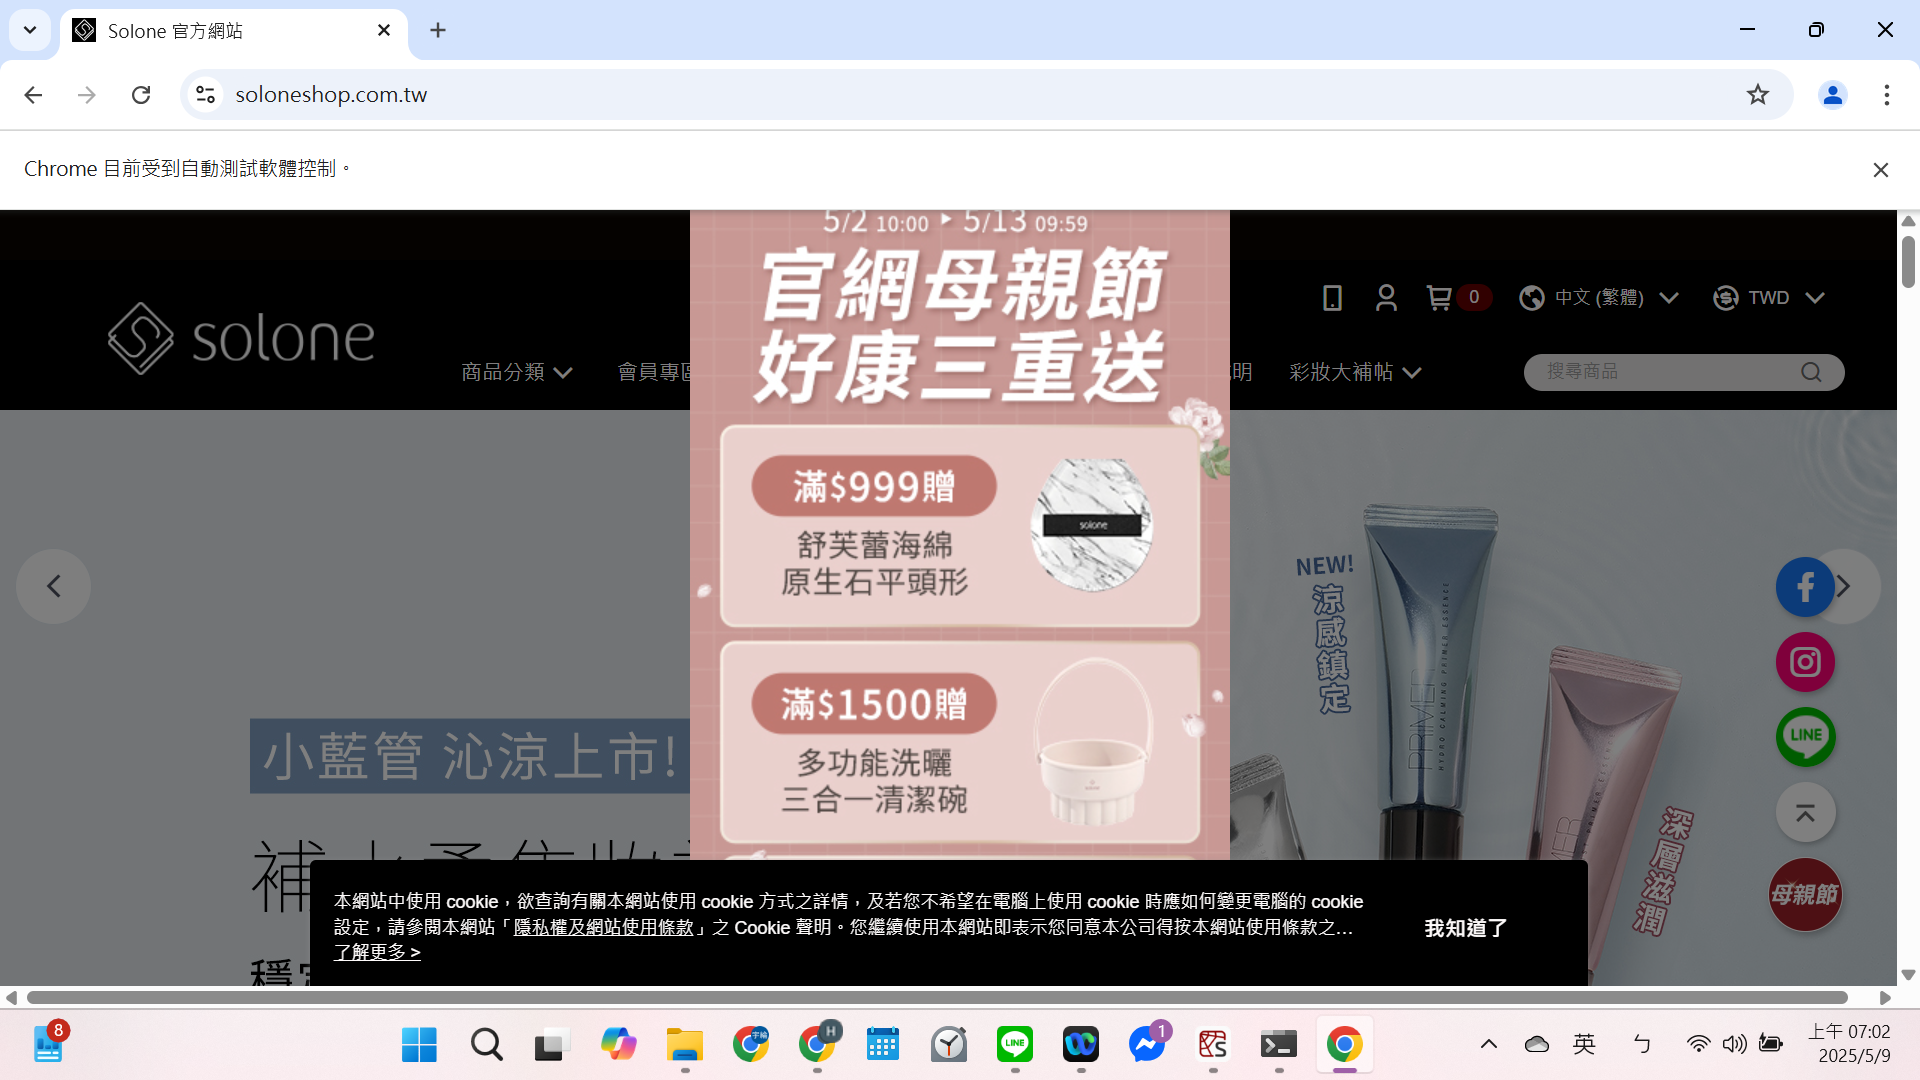 Solone 官方網站
soloneshop.com.tw
Chrome 目前受到自動測試軟體控制。
5/2 10:00 ▶ 5/13 09:59
官網母親節
好康三重送
solone
0
中文 (繁體)
TWD
商品分類
會員專區
明
彩妝大補帖
搜尋商品
滿$999贈
舒芙蕾海綿
原生石平頭形
solone
滿$1500贈
多功能洗曬
三合一清潔碗
小藍管 沁涼上市!
NEW!
涼感鎮定
PRIMER
HYDRO CALMING PRIMER ESSENCE
PRIMER
深層滋潤
LINE
母親節
本網站中使用 cookie,欲查詢有關本網站使用 cookie 方式之詳情,及若您不希望在電腦上使用 cookie 時應如何變更電腦的 cookie
設定,請參閱本網站「隱私權及網站使用條款」之 Cookie 聲明。您繼續使用本網站即表示您同意本公司得按本網站使用條款之...
了解更多 >
我知道了
8
宇綸
H
LINE
1
英
ㄅ
上午 07:02
2025/5/9